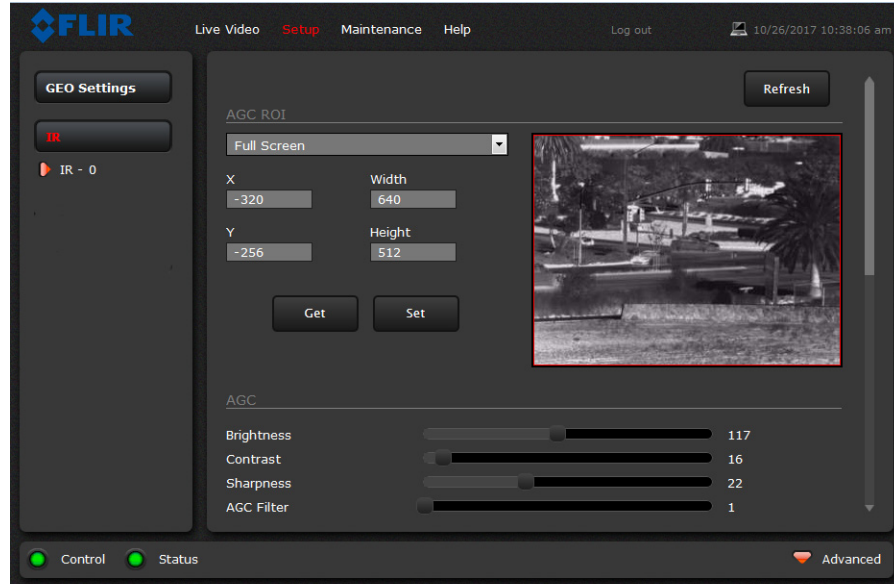 FLIR
Live Video Setup Maintenance Help Log out 10/26/2017 10:38:06 am
GEO Settings
IR
IR - 0
Refresh
AGC ROI
Full Screen
X Width
-320 640
Y Height
-256 512
Get Set
AGC
Brightness 117
Contrast 16
Sharpness 22
AGC Filter 1
Control Status Advanced